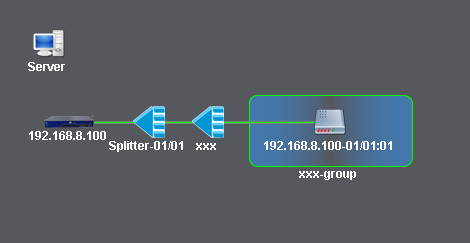 Server
192.168.8.100
Splitter-01/01
xxx
192.168.8.100-01/01:01
xxx-group